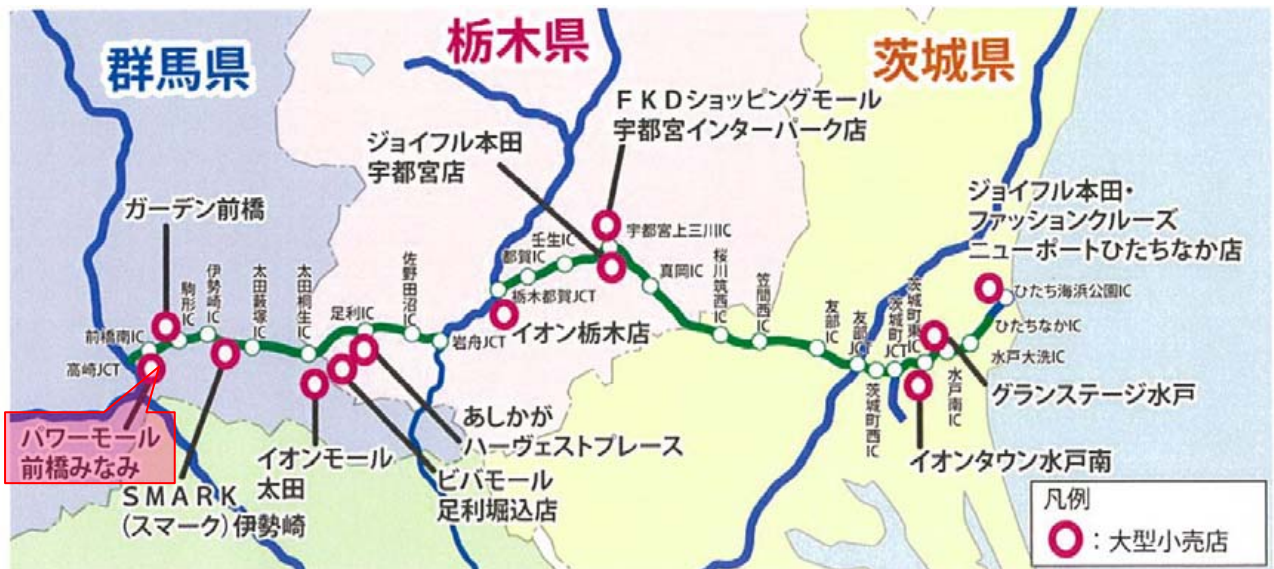 群馬県
栃木県
茨城県
FKDショッピングモール
宇都宮インターパーク店
ジョイフル本田
宇都宮店
ジョイフル本田・
ファッションクルーズ
ニューポートひたちなか店
ガーデン前橋
高崎JCT
前橋南IC
駒形IC
伊勢崎IC
太田藪塚IC
太田桐生IC
足利IC
佐野田沼IC
岩舟JCT
栃木都賀JCT
都賀IC
壬生IC
宇都宮上三川IC
真岡IC
桜川筑西IC
笠間西IC
友部IC
友部JCT
茨城町西IC
茨城町JCT
茨城町東IC
水戸南IC
水戸大洗IC
ひたちなかIC
ひたち海浜公園IC
イオン栃木店
グランステージ水戸
イオンタウン水戸南
あしかが
ハーヴェストプレース
ビバモール
足利堀込店
イオンモール
太田
SMARK
(スマーク)伊勢崎
パワーモール
前橋みなみ
凡例
:大型小売店